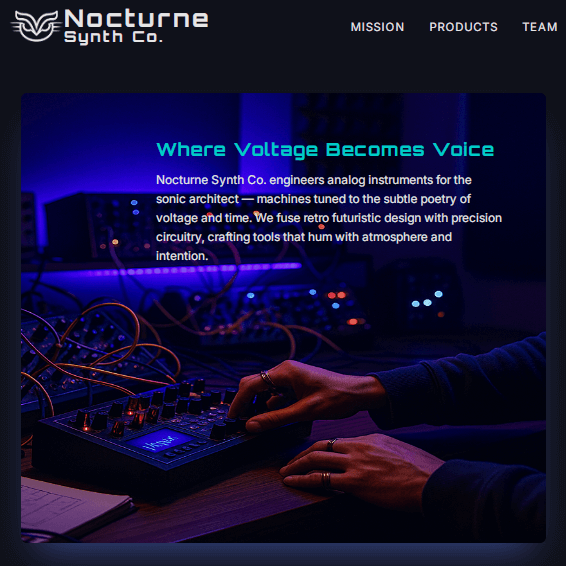 Nocturne
Synth Co.
MISSION PRODUCTS TEAM
Where Voltage Becomes Voice
Nocturne Synth Co. engineers analog instruments for the
sonic architect — machines tuned to the subtle poetry of
voltage and time. We fuse retro futuristic design with precision
circuitry, crafting tools that hum with atmosphere and
intention.